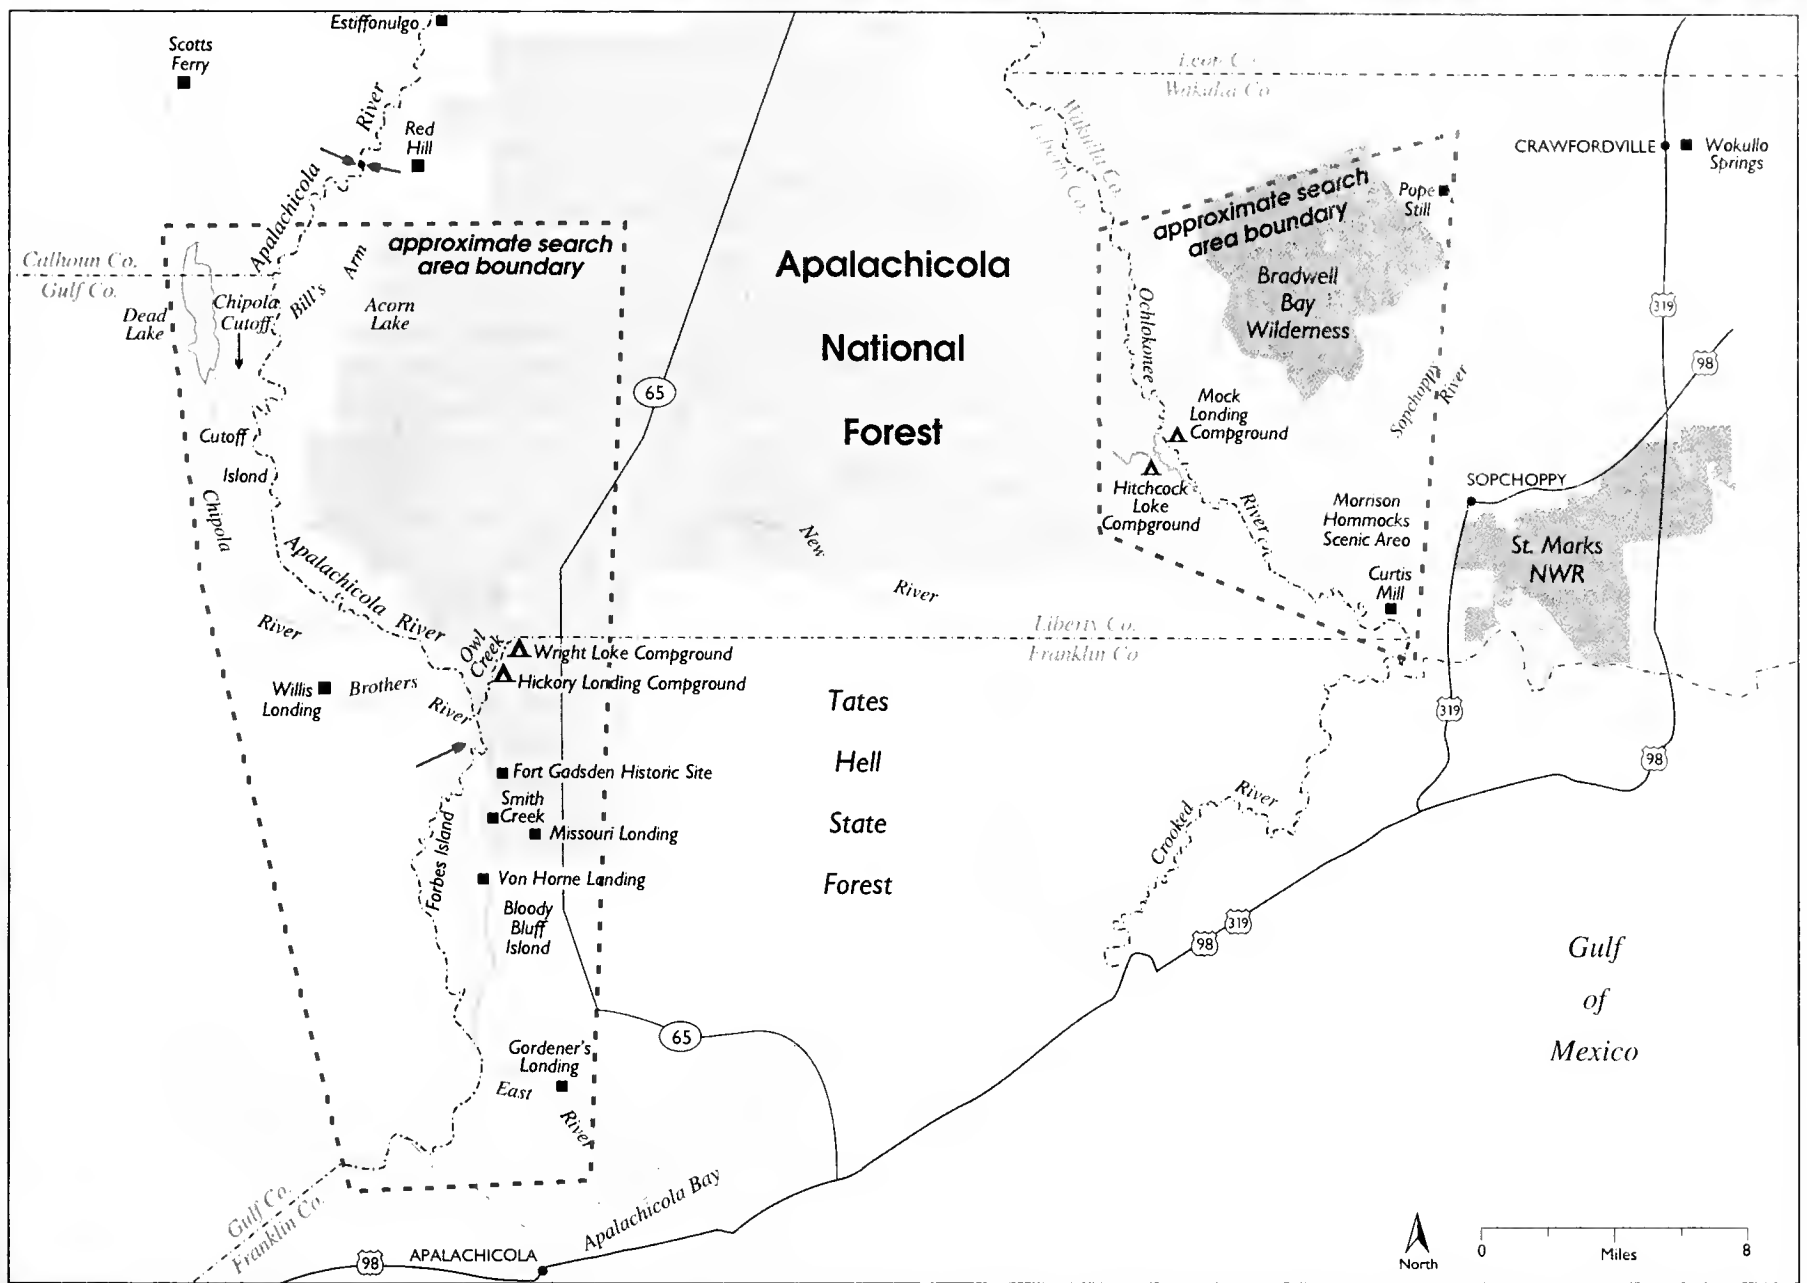 Estiffonulgo
Scotts
Ferry
River
Red
Hill
Apalachicola
Leon Co
Wakulla Co
Wakulla Co.
Liberty Co.
CRAWFORDVILLE
Wokullo
Springs
approximate search
area boundary
Pope
Still
approximate search
area boundary
Calhoun Co.
Gulf Co.
Dead
Lake
Chipola
Cutoff
Bill's
Arm
Acorn
Lake
Apalachicola
National
Forest
Bradwell
Bay
Wilderness
Ochlokonee
319
98
65
Mock
Londing
Compground
Sopchoppy
River
Cutoff
Island
Chipola
Hitchcock
Loke
Compground
River
Morrison
Hommocks
Scenic Areo
SOPCHOPPY
St. Marks
NWR
New
River
Apalachicola
River
Curtis
Mill
River
Owl
Creek
Liberty Co.
Franklin Co
Wright Loke Compground
Hickory Londing Compground
Willis
Londing
Brothers
River
Tates
Hell
State
Forest
319
98
Fort Godsden Historic Site
Smith
Creek
Missouri Londing
Forbes Island
Von Horne Londing
Bloody
Bluff
Islond
Crooked
River
319
98
Gulf
of
Mexico
65
Gordener's
Londing
East
River
Gulf Co.
Franklin Co.
Apalachicola Bay
98
APALACHICOLA
North
0
8
Miles